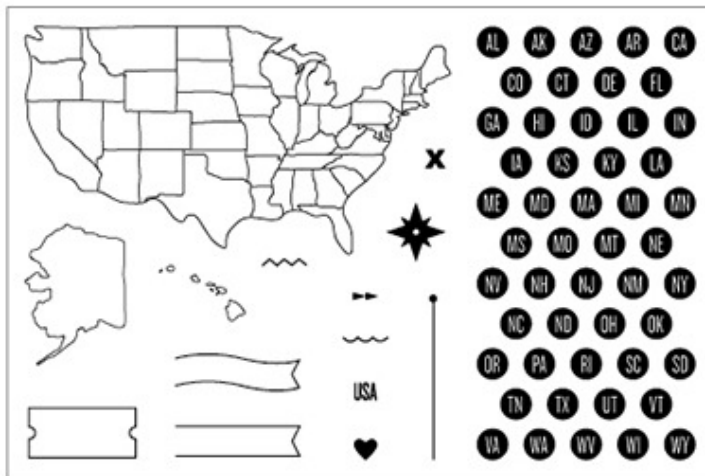 AL AK AZ AR CA
CO CT DE FL
GA HI ID IL IN
IA KS KY LA
ME MD MA MI MN
MS MO MT NE
NV NH NJ NM NY
NC ND OH OK
OR PA RI SC SD
TN TX UT VT
VA WA WV WI WY
X
USA